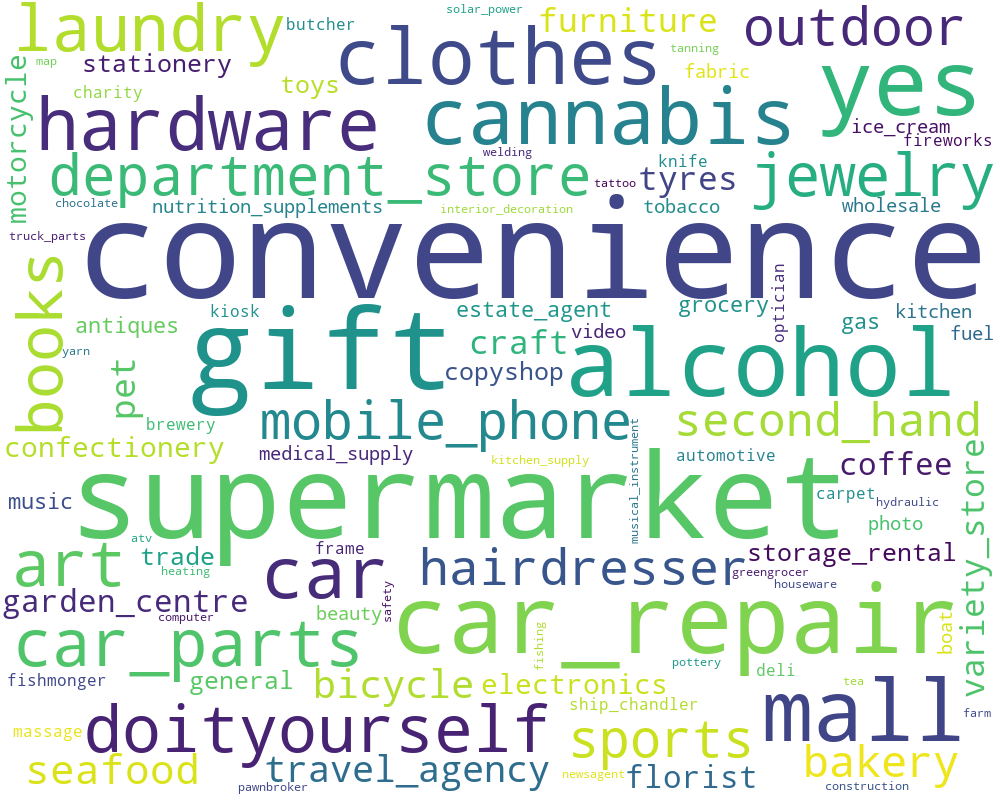 solar_power
laundry
butcher
furniture
outdoor
clothes
tanning
map
stationery
yes
fabric
toys
charity
motorcycle
hardware
cannabis
ice_cream
fireworks
welding
department_store
knife
jewelry
tyres
tattoo
chocolate
nutrition_supplements
interior_decoration
tobacco
wholesale
truck_parts
convenience
books
optician
kiosk
estate_agent
grocery
kitchen
antiques
gift
video
gas
fuel
craft
alcohol
yarn
pet
copyshop
brewery
mobile_phone
second_hand
confectionery
medical_supply
kitchen_supply
musical_instrument
automotive
coffee
variety_store
supermarket
music
carpet
hydraulic
photo
atv
trade
frame
art
heating
car
hairdresser
storage_rental
greengrocer
houseware
safety
garden_centre
computer
beauty
car_repair
boat
car_parts
fishing
pottery
fishmonger
general
bicycle
electronics
deli
tea
ship_chandler
mall
farm
massage
doityourself
sports
seafood
travel_agency
newsagent
florist
bakery
pawnbroker
construction